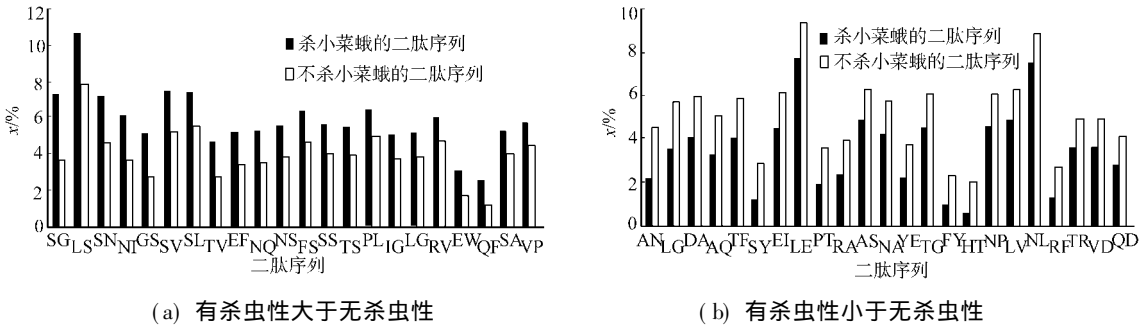 12
10
8
6
4
2
0
x/%
杀小菜蛾的二肽序列
不杀小菜蛾的二肽序列
SG LS SN NT GS SV SL TV EF NQ NS FS SS TS PL IG LG RV EW QF SA VP
二肽序列
(a) 有杀虫性大于无杀虫性
10
8
6
4
2
0
x/%
杀小菜蛾的二肽序列
不杀小菜蛾的二肽序列
AN LG DA AQ TF SY EI LE PT RA AS NA YE TG FY HT NP LV NL RF TR VD QD
二肽序列
(b) 有杀虫性小于无杀虫性